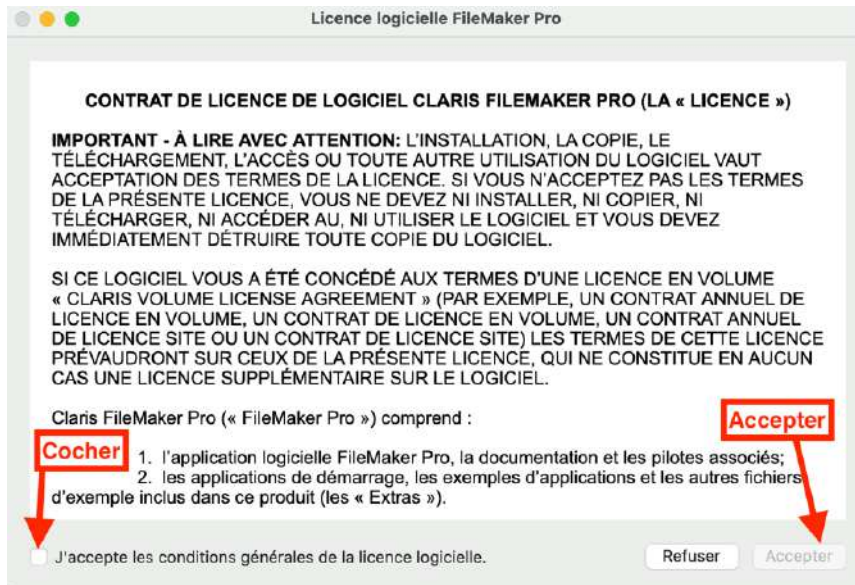 Licence logicielle FileMaker Pro
CONTRAT DE LICENCE DE LOGICIEL CLARIS FILEMAKER PRO (LA « LICENCE »)
IMPORTANT - À LIRE AVEC ATTENTION: L'INSTALLATION, LA COPIE, LE
TÉLÉCHARGEMENT, L'ACCÈS OU TOUTE AUTRE UTILISATION DU LOGICIEL VAUT
ACCEPTATION DES TERMES DE LA LICENCE. SI VOUS N'ACCEPTEZ PAS LES TERMES
DE LA PRÉSENTE LICENCE, VOUS NE DEVEZ NI INSTALLER, NI COPIER, NI
TÉLÉCHARGER, NI ACCÉDER AU, NI UTILISER LE LOGICIEL ET VOUS DEVEZ
IMMÉDIATEMENT DÉTRUIRE TOUTE COPIE DU LOGICIEL.
SI CE LOGICIEL VOUS A ÉTÉ CONCÉDÉ AUX TERMES D'UNE LICENCE EN VOLUME
« CLARIS VOLUME LICENSE AGREEMENT » (PAR EXEMPLE, UN CONTRAT ANNUEL DE
LICENCE EN VOLUME, UN CONTRAT DE LICENCE EN VOLUME, UN CONTRAT ANNUEL
DE LICENCE SITE OU UN CONTRAT DE LICENCE SITE) LES TERMES DE CETTE LICENCE
PRÉVAUDRONT SUR CEUX DE LA PRÉSENTE LICENCE, QUI NE CONSTITUE EN AUCUN
CAS UNE LICENCE SUPPLÉMENTAIRE SUR LE LOGICIEL.
Claris FileMaker Pro (« FileMaker Pro ») comprend :
Accepter
Cocher
1. l'application logicielle FileMaker Pro, la documentation et les pilotes associés;
2. les applications de démarrage, les exemples d'applications et les autres fichiers
d'exemple inclus dans ce produit (les « Extras »).
J'accepte les conditions générales de la licence logicielle.
Refuser
Accepter